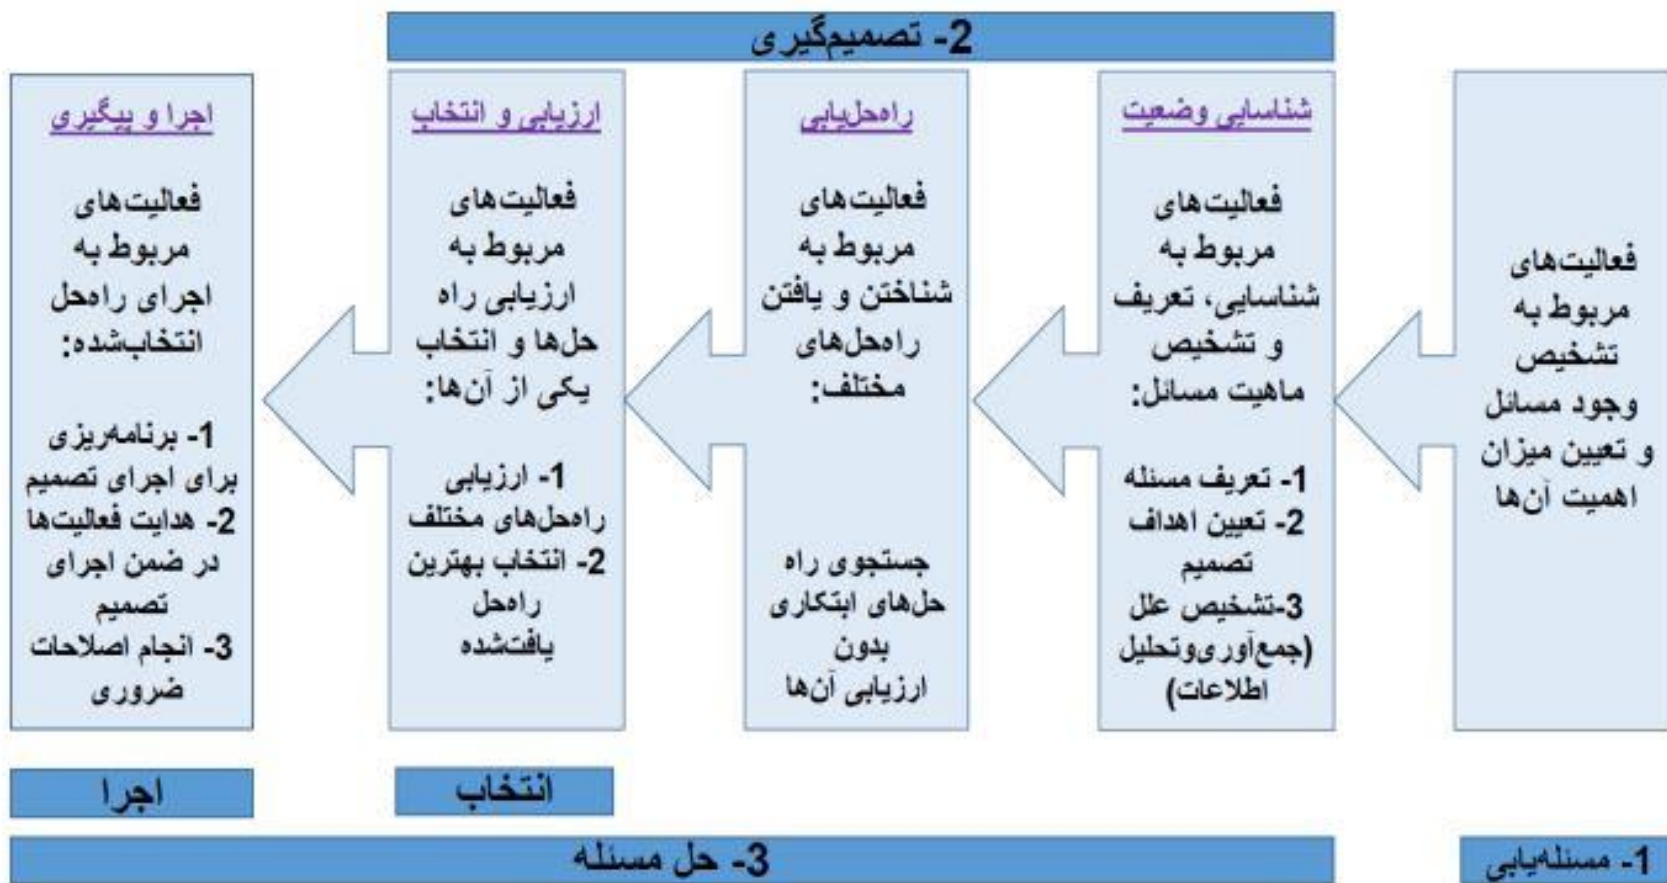 2- تصمیم‌گیری
فعالیت‌های
مربوط به
تشخیص
وجود مسائل
و تعیین میزان
اهمیت آن‌ها
شناسایی وضعیت
فعالیت‌های
مربوط به
شناسایی، تعریف
و تشخیص
ماهیت مسائل:
1- تعریف مسئله
2- تعیین اهداف
تصمیم
3-تشخیص علل
(جمع‌آوری‌وتحلیل
اطلاعات)
راه‌حل‌یابی
فعالیت‌های
مربوط به
شناختن و یافتن
راه‌حل‌های
مختلف:
جستجوی راه
حل‌های ابتکاری
بدون
ارزیابی آن‌ها
ارزیابی و انتخاب
فعالیت‌های
مربوط به
ارزیابی راه
حل‌ها و انتخاب
یکی از آن‌ها:
1- ارزیابی
راه‌حل‌های مختلف
2- انتخاب بهترین
راه‌حل
یافت‌شده
اجرا و پیگیری
فعالیت‌های
مربوط به
اجرای راه‌حل
انتخاب‌شده:
1- برنامه‌ریزی
برای اجرای تصمیم
2- هدایت فعالیت‌ها
در ضمن اجرای
تصمیم
3- انجام اصلاحات
ضروری
انتخاب
اجرا
1- مسئله‌یابی
3- حل مسئله